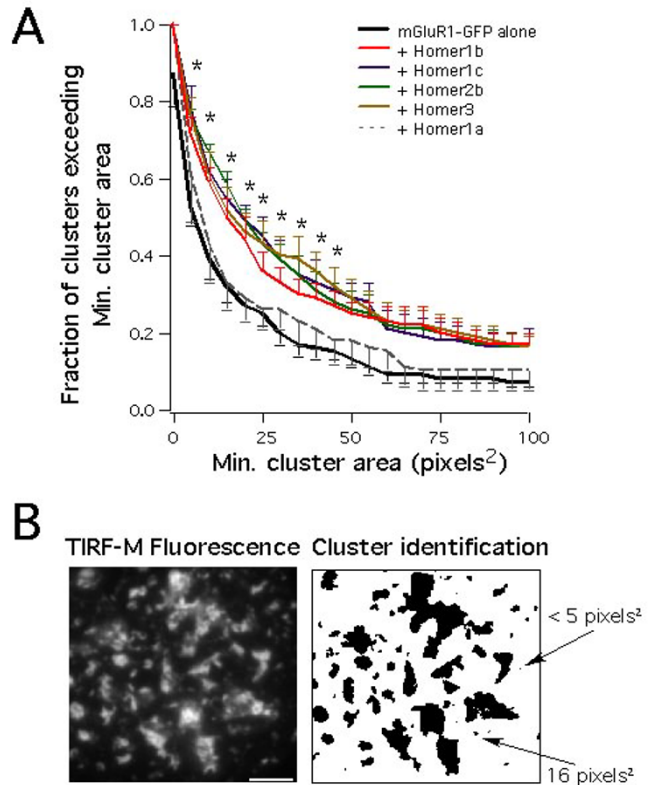 A
Fraction of clusters exceeding
Min. cluster area
1.0
0.8
0.6
0.4
0.2
0.0
* * * * * * * * *
mGluR1-GFP alone
+ Homer1b
+ Homer1c
+ Homer2b
+ Homer3
+ Homer1a
0 25 50 75 100
Min. cluster area (pixels²)
B
TIRF-M Fluorescence Cluster identification
< 5 pixels²
16 pixels²